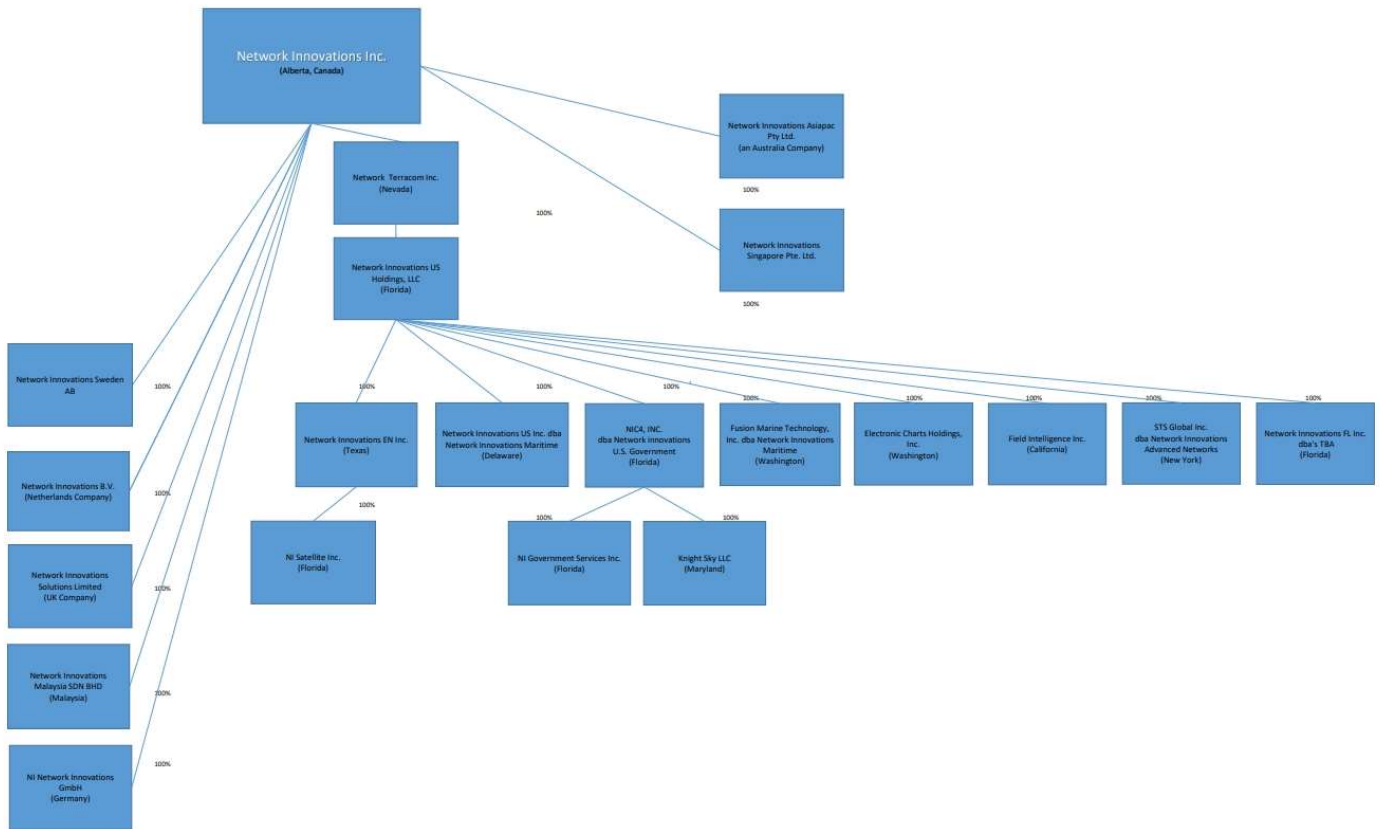 Network Innovations Inc.
(Alberta, Canada)
Network Innovations Asiapac
Pty Ltd.
(an Australia Company)
100%
Network Terracom Inc.
(Nevada)
100%
Network Innovations
Singapore Pte. Ltd.
100%
Network Innovations US
Holdings, LLC
(Florida)
Network Innovations Sweden
AB
100%
100%
100%
100%
100%
100%
100%
100%
100%
Network Innovations EN Inc.
(Texas)
Network Innovations US Inc. dba
Network Innovations Maritime
(Delaware)
NIC4, INC.
dba Network innovations
U.S. Government
(Florida)
Fusion Marine Technology,
Inc. dba Network Innovations
Maritime
(Washington)
Electronic Charts Holdings,
Inc.
(Washington)
Field Intelligence Inc.
(California)
STS Global Inc.
dba Network Innovations
Advanced Networks
(New York)
Network Innovations FL Inc.
dba's TBA
(Florida)
Network Innovations B.V.
(Netherlands Company)
100%
100%
100%
100%
NI Satellite Inc.
(Florida)
NI Government Services Inc.
(Florida)
Knight Sky LLC
(Maryland)
Network Innovations
Solutions Limited
(UK Company)
100%
Network Innovations
Malaysia SDN BHD
(Malaysia)
100%
NI Network Innovations
GmbH
(Germany)
100%